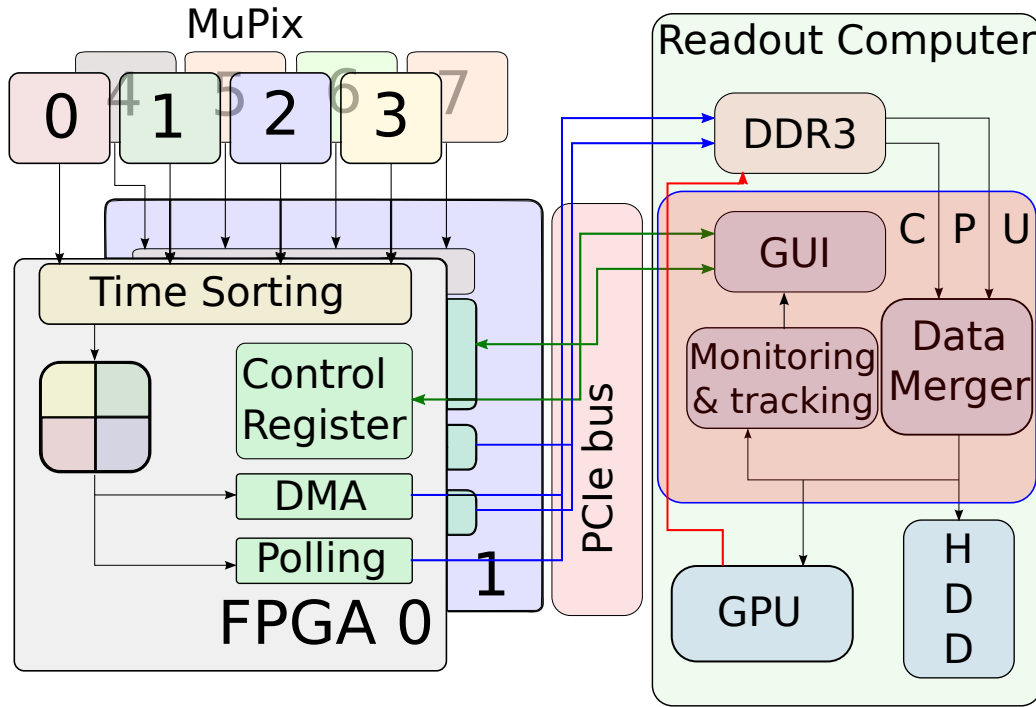 MuPix
Readout Computer
4 5 6 7
0 1 2 3
DDR3
C P U
GUI
Time Sorting
Control
Register
Monitoring
& tracking
Data
Merger
PCIe bus
DMA
Polling
1
FPGA 0
GPU
H
D
D